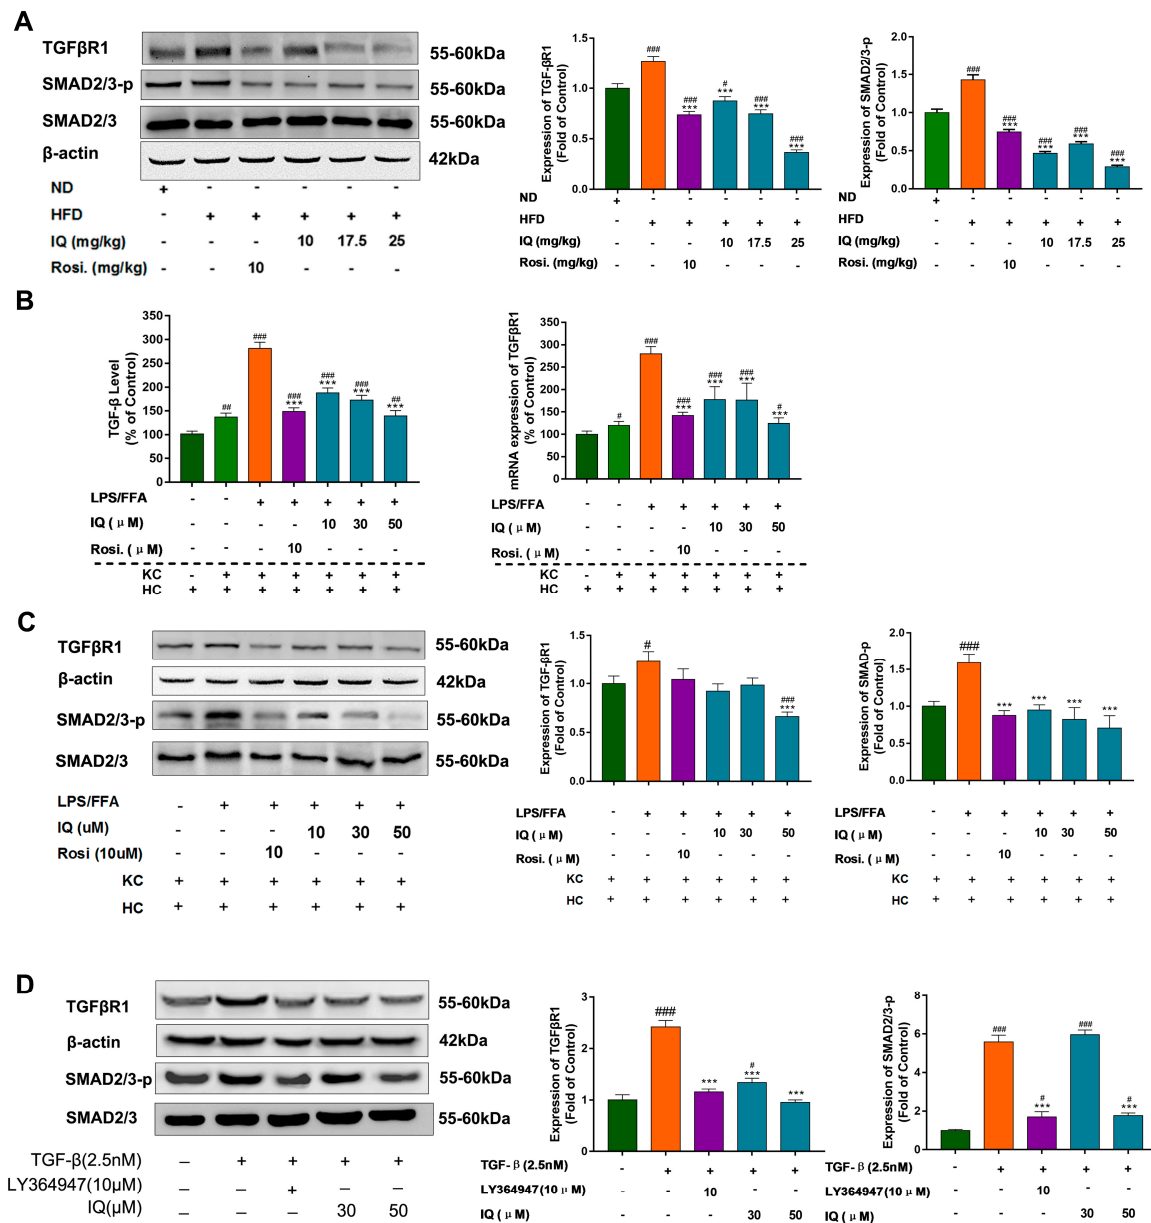 A
TGFβR1 55-60kDa
SMAD2/3-p 55-60kDa
SMAD2/3 55-60kDa
β-actin 42kDa
ND + - - - - -
HFD - + + + + +
IQ (mg/kg) - - - 10 17.5 25
Rosi. (mg/kg) - - 10 - - -
Expression of TGF-βR1
(Fold of Control)
1.5
1.0
0.5
0.0
###
###
***
#
***
###
***
###
***
ND + - - - - -
HFD - + + + + +
IQ (mg/kg) - - - 10 17.5 25
Rosi. (mg/kg) - - 10 - - -
Expression of SMAD2/3-p
(Fold of Control)
2.0
1.5
1.0
0.5
0.0
###
###
***
###
***
###
***
###
***
ND + - - - - -
HFD - + + + + +
IQ (mg/kg) - - - 10 17.5 25
Rosi. (mg/kg) - - 10 - - -
B
TGF-β Level
(% of Control)
350
300
250
200
150
100
50
0
##
###
###
***
###
***
###
***
##
***
LPS/FFA - - + + + + +
IQ ( μ M) - - - - 10 30 50
Rosi. ( μ M) - - - 10 - - -
KC - + + + + + +
HC + + + + + + +
mRNA expression of TGFβR1
(% of Control)
350
300
250
200
150
100
50
0
#
###
###
***
###
***
###
***
#
***
LPS/FFA - - + + + + +
IQ ( μ M) - - - - 10 30 50
Rosi. ( μ M) - - - 10 - - -
KC - + + + + + +
HC + + + + + + +
C
TGFβR1 55-60kDa
β-actin 42kDa
SMAD2/3-p 55-60kDa
SMAD2/3 55-60kDa
LPS/FFA - + + + + +
IQ (uM) - - - 10 30 50
Rosi (10uM) - - 10 - - -
KC + + + + + +
HC + + + + + +
Expression of TGF-βR1
(Fold of Control)
1.5
1.0
0.5
0.0
#
###
***
LPS/FFA - + + + + +
IQ ( μ M) - - - 10 30 50
Rosi. ( μ M) - - 10 - - -
KC + + + + + +
HC + + + + + +
Expression of SMAD-p
(Fold of Control)
2.0
1.5
1.0
0.5
0.0
###
***
***
***
***
LPS/FFA - + + + + +
IQ ( μ M) - - - 10 30 50
Rosi. ( μ M) - - 10 - - -
KC + + + + + +
HC + + + + + +
D
TGFβR1 55-60kDa
β-actin 42kDa
SMAD2/3-p 55-60kDa
SMAD2/3 55-60kDa
TGF-β(2.5nM) – + + + +
LY364947(10μM) – – + – –
IQ(μM) – – – 30 50
Expression of TGFβR1
(Fold of Control)
3
2
1
0
###
***
#
***
***
TGF- β (2.5nM) - + + + +
LY364947 (10 μ M) - - 10 - -
IQ ( μ M) - - - 30 50
Expression of SMAD2/3-p
(Fold of Control)
8
6
4
2
0
###
#
***
###
#
***
TGF- β (2.5nM) - + + + +
LY364947 (10 μ M) - - 10 - -
IQ ( μ M) - - - 30 50